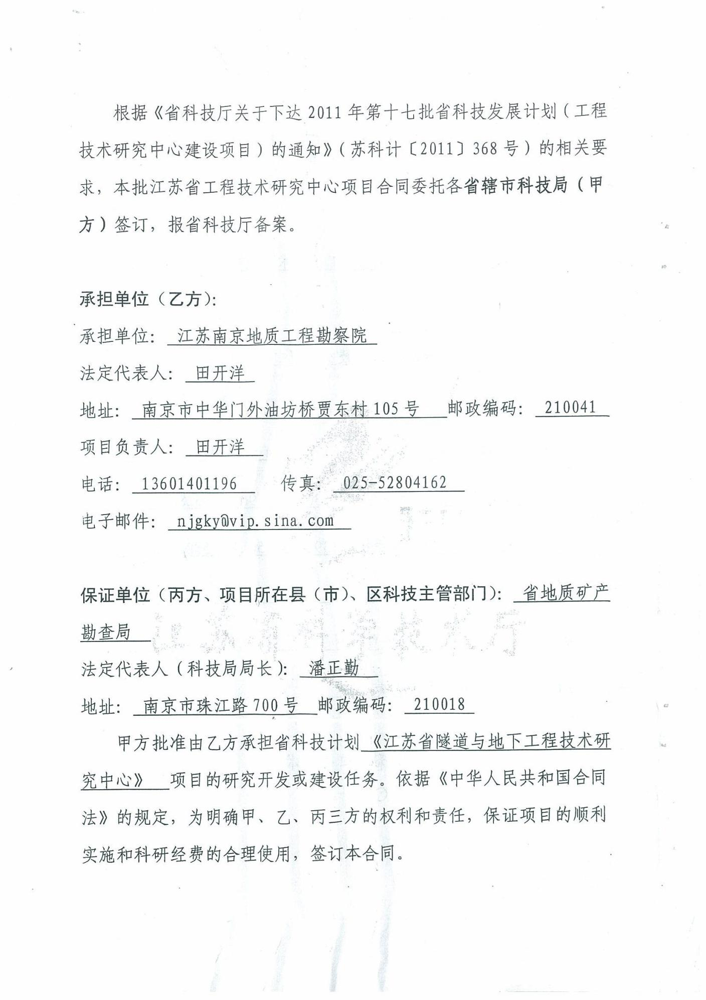 根据《省科技厅关于下达 2011 年第十七批省科技发展计划（工程
技术研究中心建设项目）的通知》（苏科计〔2011〕368 号）的相关要
求，本批江苏省工程技术研究中心项目合同委托各省辖市科技局（甲
方）签订，报省科技厅备案。
承担单位（乙方）：
承担单位： 江苏南京地质工程勘察院
法定代表人： 田开洋
地址： 南京市中华门外油坊桥贾东村 105 号 邮政编码： 210041
项目负责人： 田开洋
电话： 13601401196 传真： 025-52804162
电子邮件： njgky@vip.sina.com
保证单位（丙方、项目所在县（市）、区科技主管部门）： 省地质矿产
勘查局
江苏省科学技术厅
法定代表人（科技局局长）： 潘正勤
地址： 南京市珠江路 700 号 邮政编码： 210018
甲方批准由乙方承担省科技计划《江苏省隧道与地下工程技术研
究中心》 项目的研究开发或建设任务。依据《中华人民共和国合同
法》的规定，为明确甲、乙、丙三方的权利和责任，保证项目的顺利
实施和科研经费的合理使用，签订本合同。